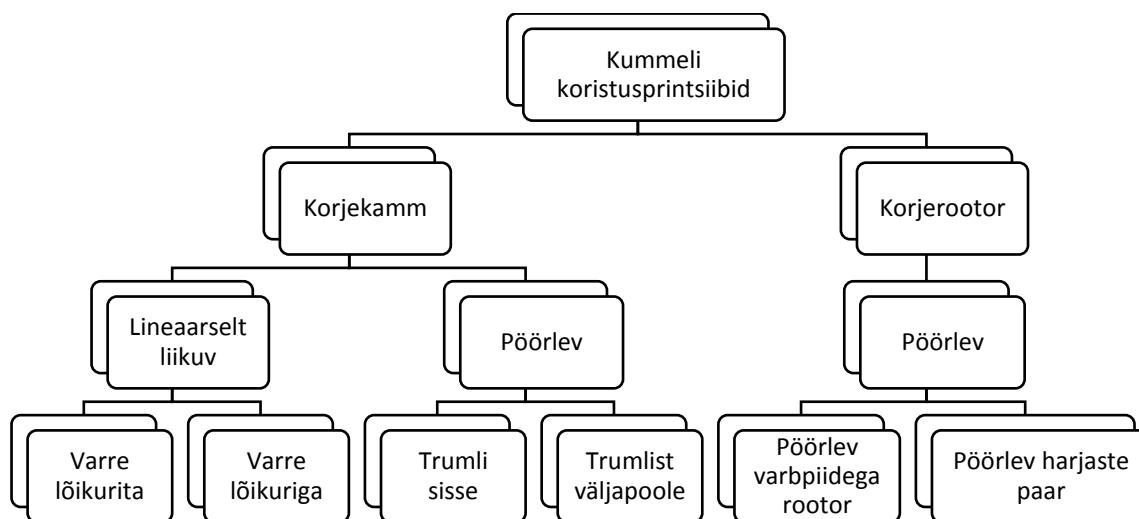 Kummeli
koristusprintsiibid
Korjekamm
Korjerootor
Lineaarselt
liikuv
Pöörlev
Pöörlev
Varre
lõikurita
Varre
lõikuriga
Trumli
sisse
Trumlist
väljapoole
Pöörlev
varbpiidega
rootor
Pöörlev harjaste
paar